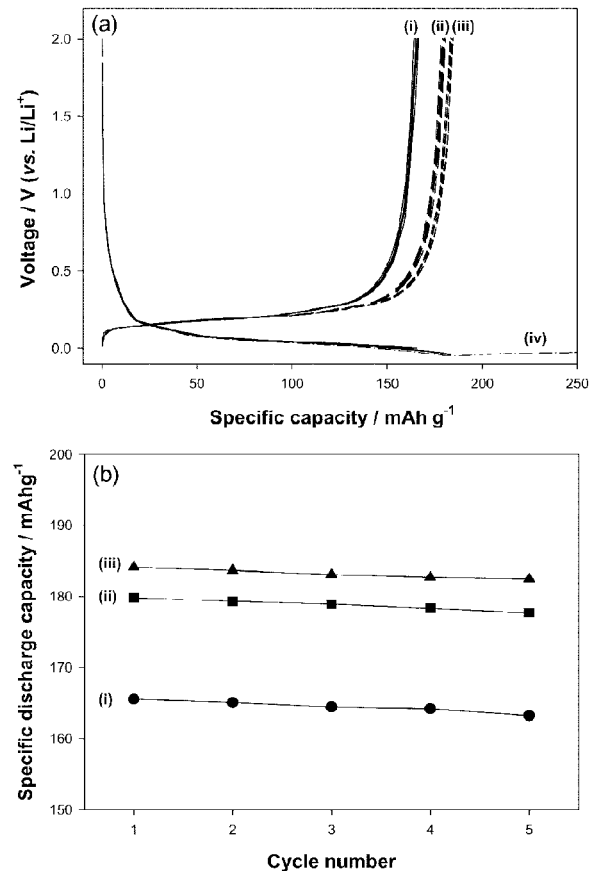 (a)
(i)
(ii)
(iii)
2.0
1.5
1.0
0.5
0.0
(iv)
Voltage / V (vs. Li/Li⁺)
0
50
100
150
200
250
Specific capacity / mAh g⁻¹
(b)
200
190
180
170
160
150
(iii)
(ii)
(i)
Specific discharge capacity / mAhg⁻¹
1
2
3
4
5
Cycle number